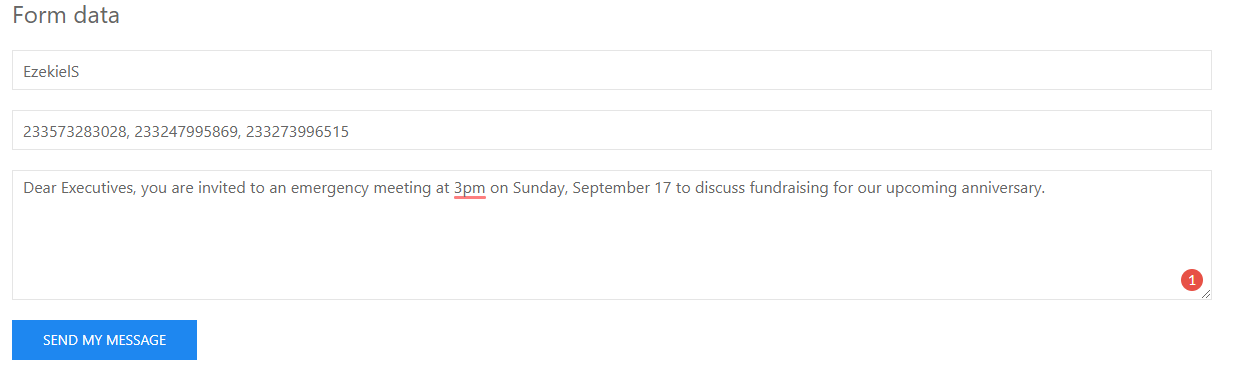 Form data
EzekielS
233573283028, 233247995869, 233273996515
Dear Executives, you are invited to an emergency meeting at 3pm on Sunday, September 17 to discuss fundraising for our upcoming anniversary.
1
SEND MY MESSAGE